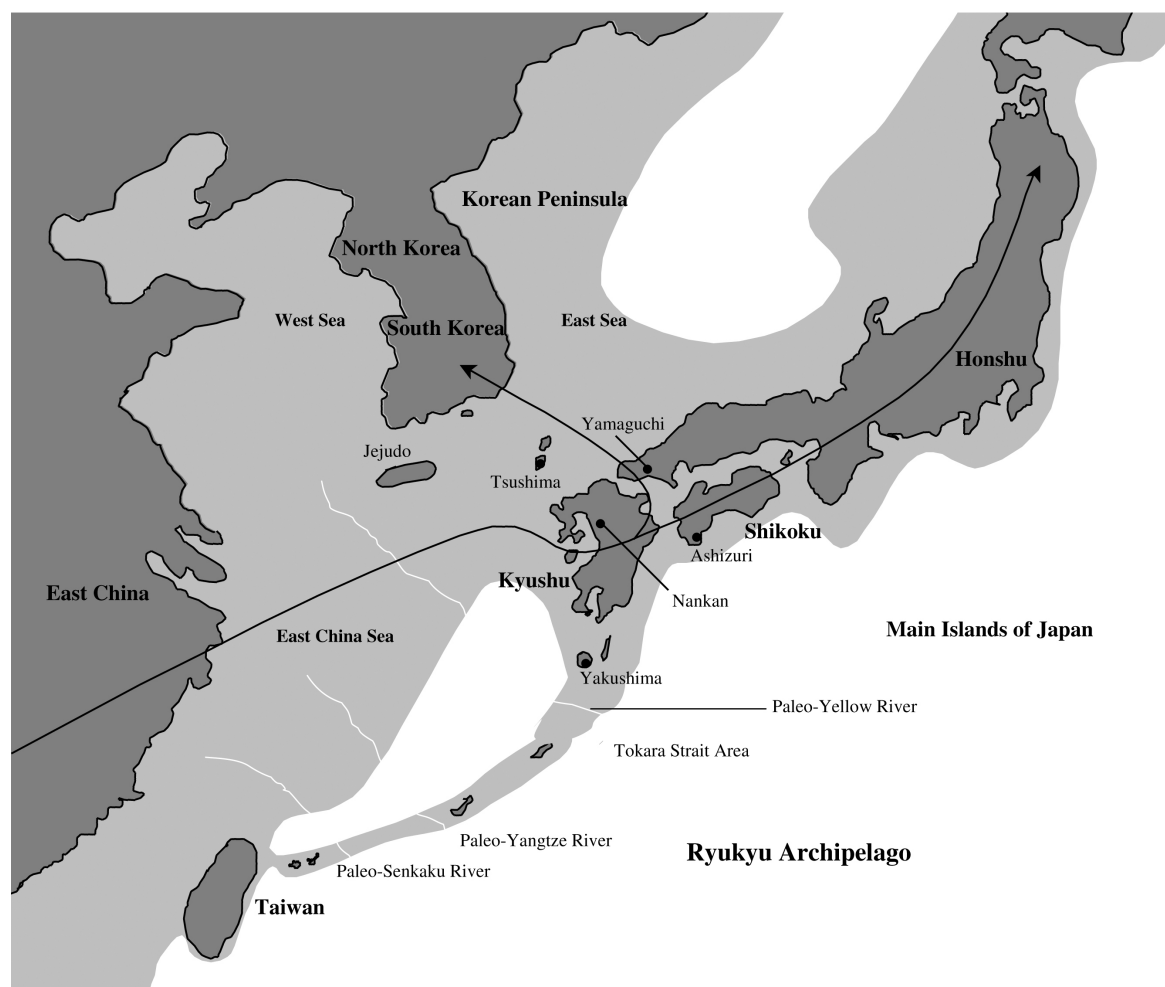 Korean Peninsula
North Korea
West Sea
South Korea
East Sea
Honshu
Yamaguchi
Jejudo
Tsushima
Shikoku
Ashizuri
Kyushu
East China
Nankan
East China Sea
Main Islands of Japan
Yakushima
Paleo-Yellow River
Tokara Strait Area
Paleo-Yangtze River
Ryukyu Archipelago
Paleo-Senkaku River
Taiwan